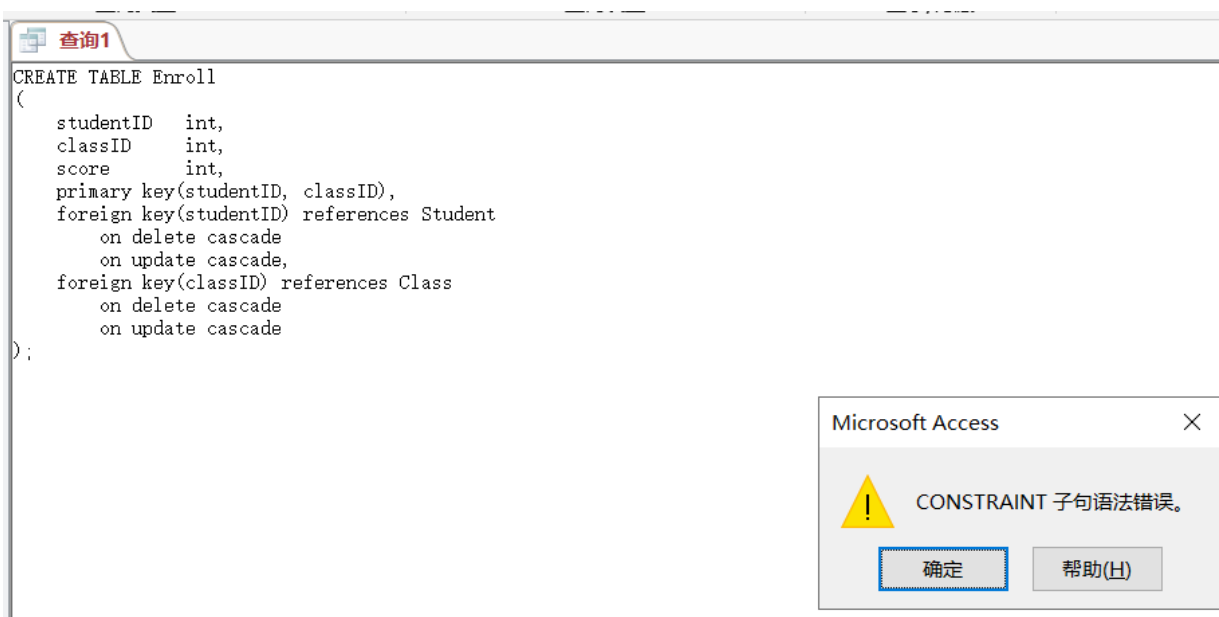 查询1
CREATE TABLE Enroll
(
studentID int,
classID int,
score int,
primary key(studentID, classID),
foreign key(studentID) references Student
on delete cascade
on update cascade,
foreign key(classID) references Class
on delete cascade
on update cascade
);
Microsoft Access
CONSTRAINT 子句语法错误。
确定
帮助(H)